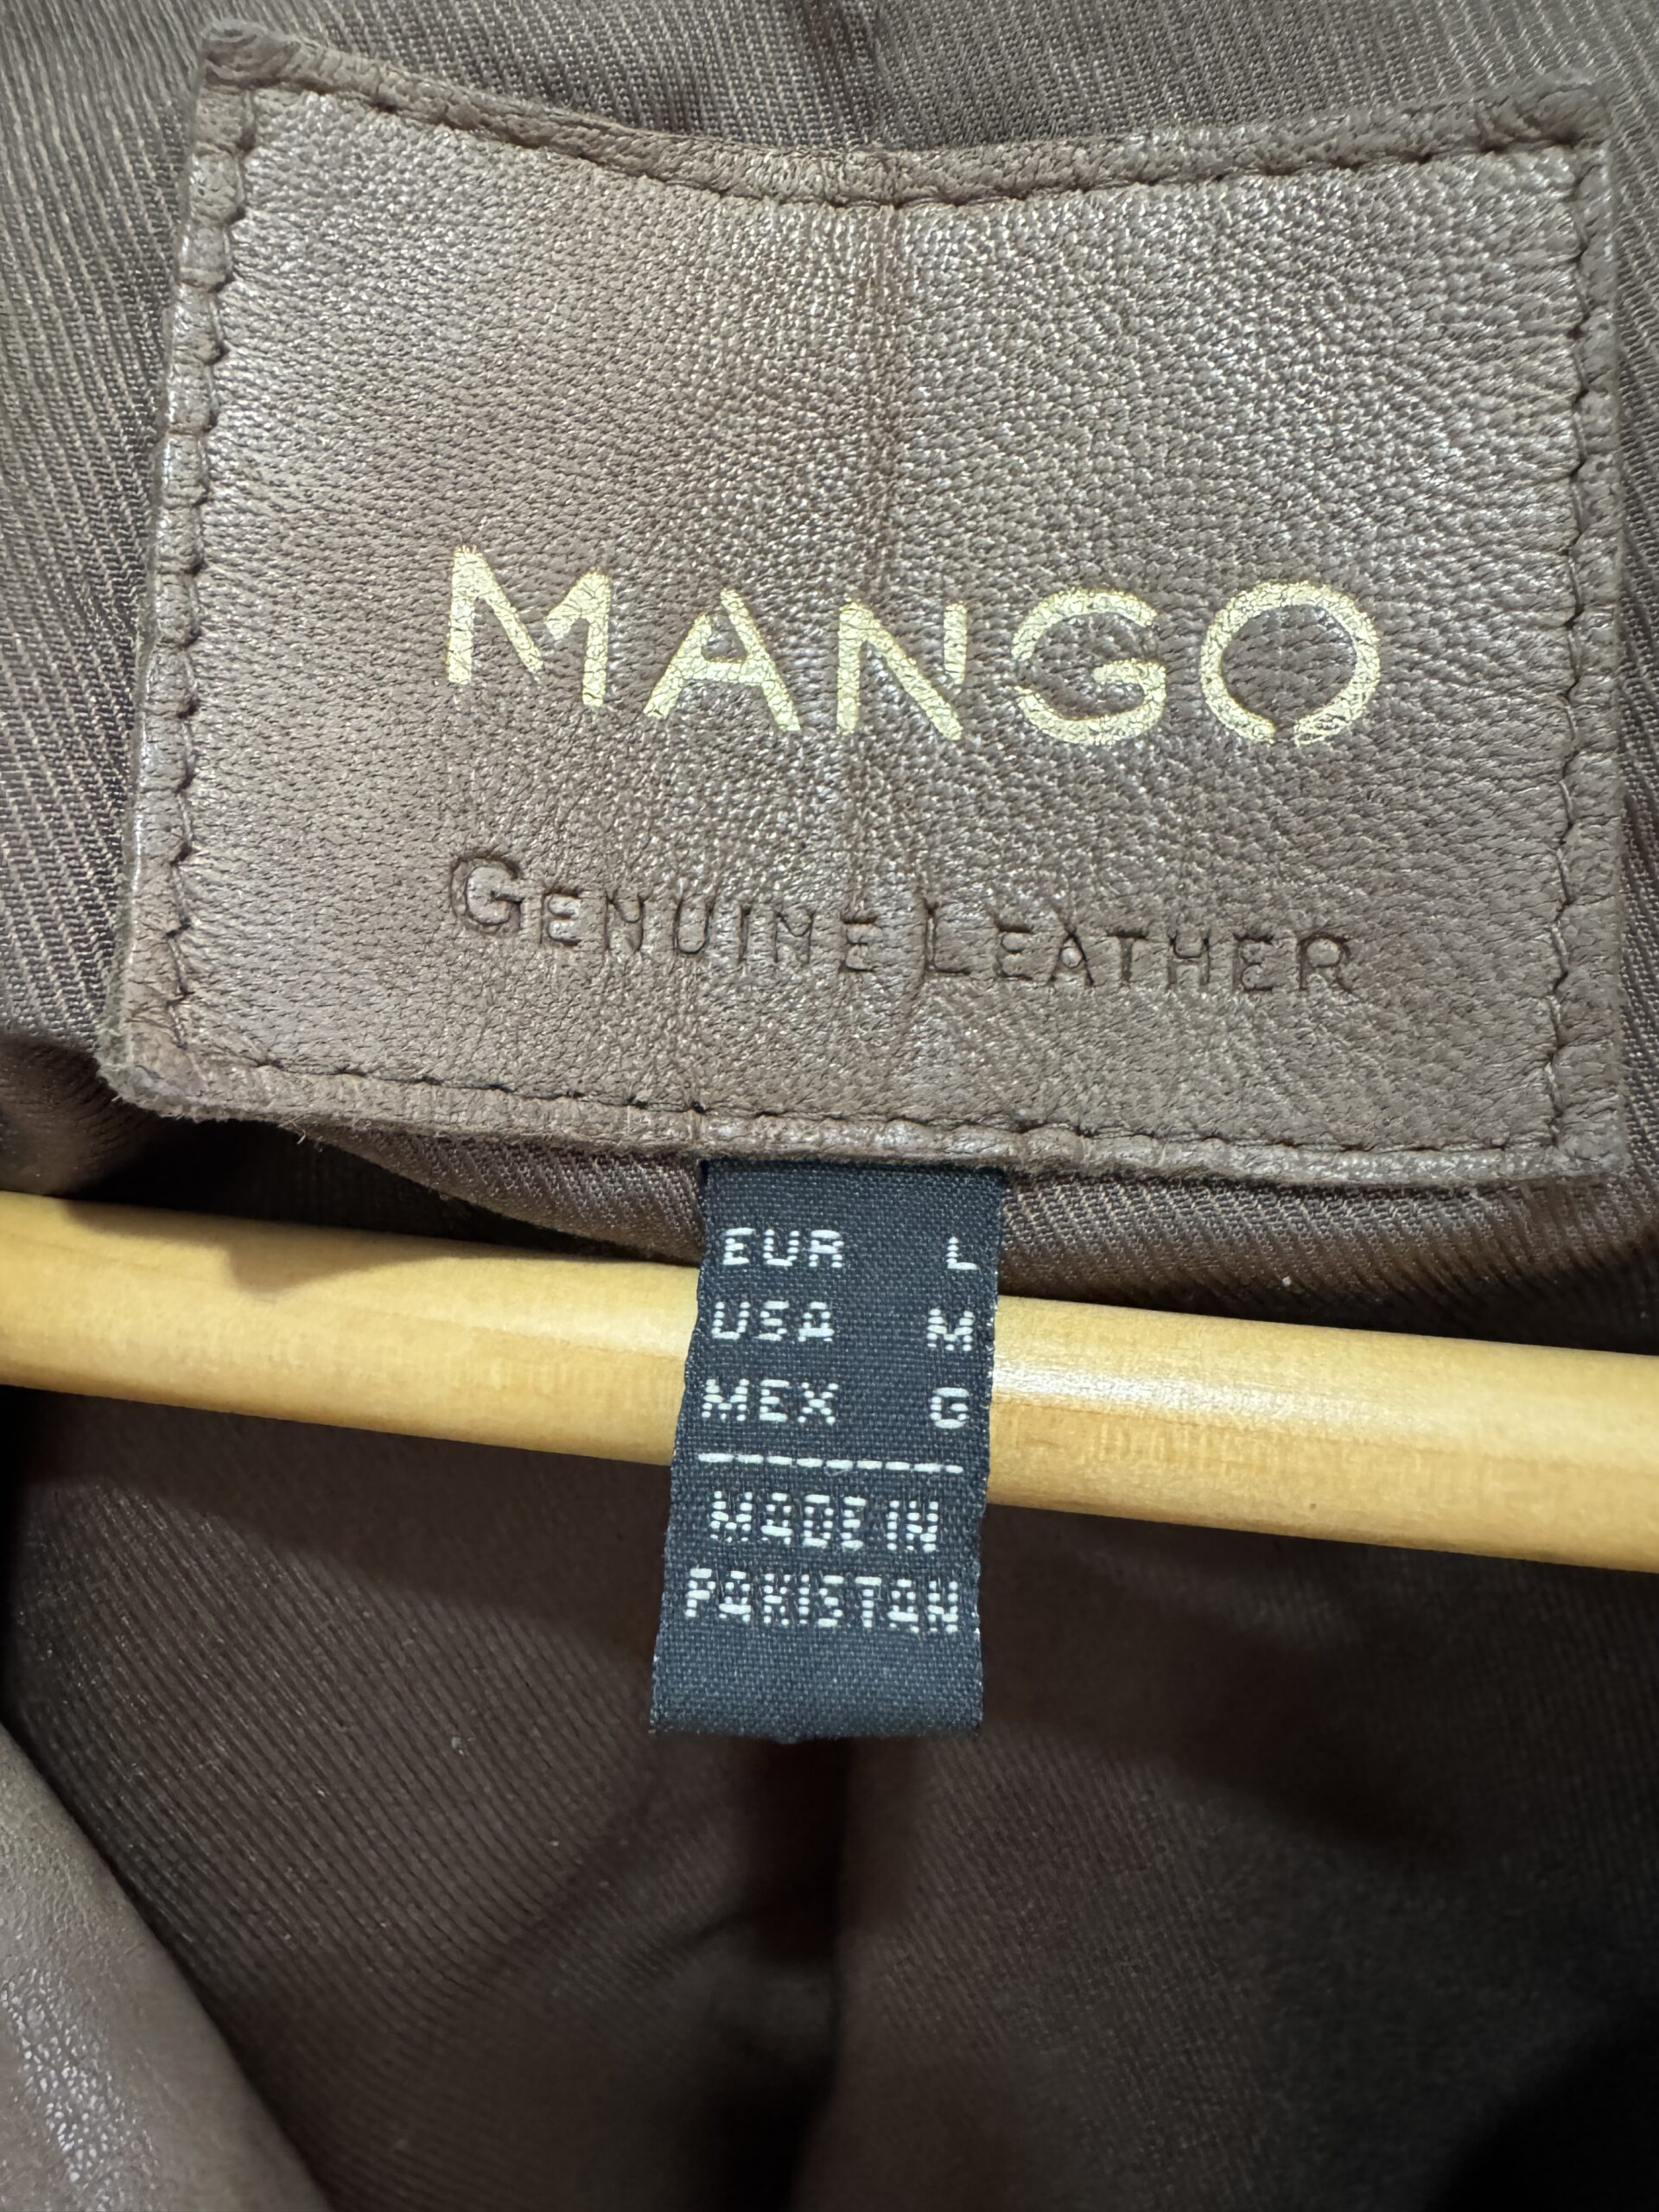 MANGO
GENUINE LEATHER
EUR L
USA M
MEX G
MADE IN
PAKISTAN